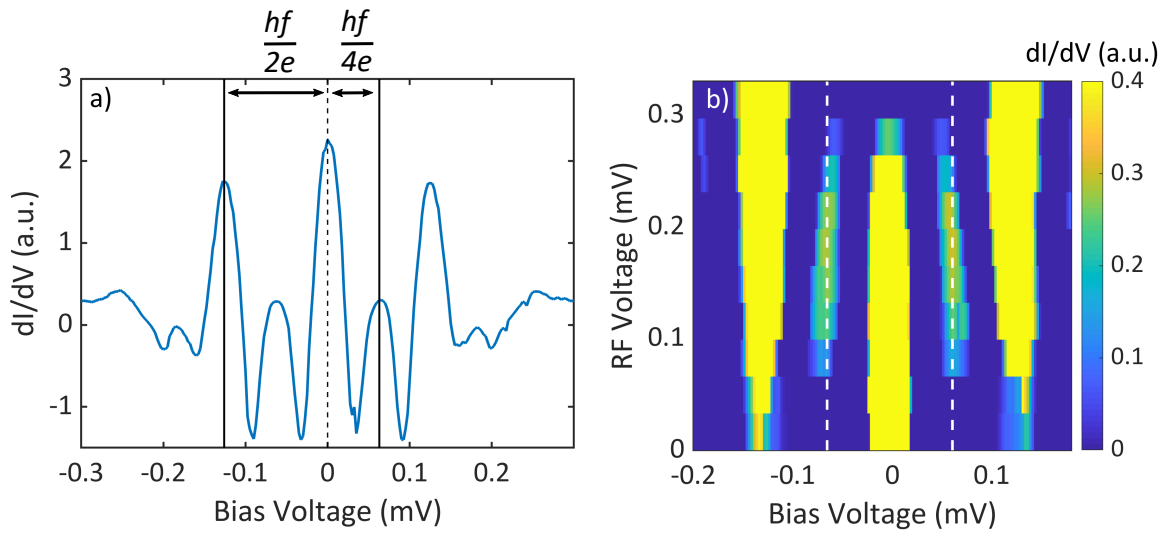 hf
2e
hf
4e
a)
3
2
1
0
-1
dI/dV (a.u.)
-0.3 -0.2 -0.1 0 0.1 0.2
Bias Voltage (mV)
dI/dV (a.u.)
b)
0.3
0.2
0.1
0
RF Voltage (mV)
-0.2 -0.1 0 0.1
Bias Voltage (mV)
0.4
0.3
0.2
0.1
0